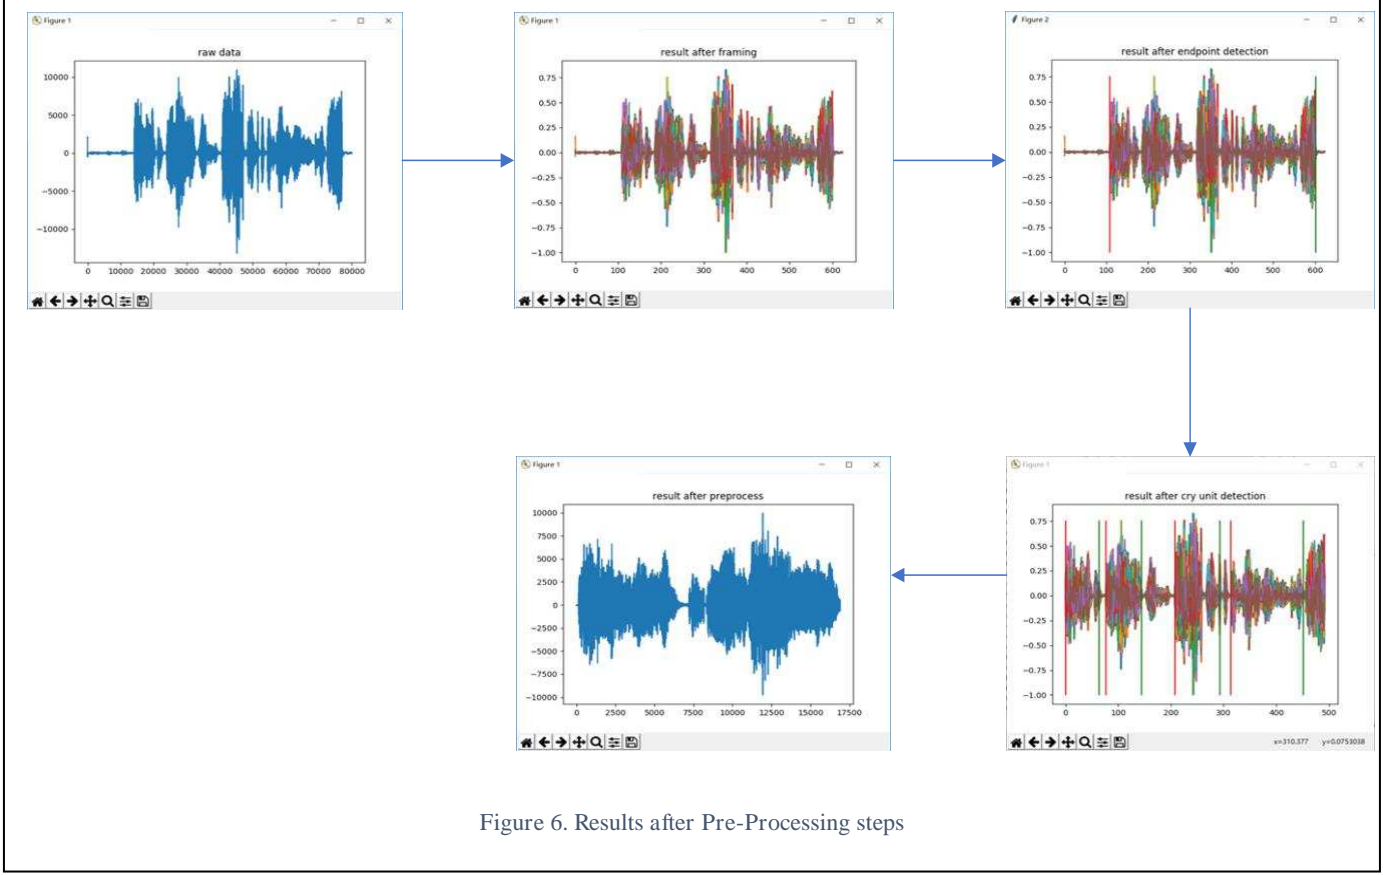 Figure 1
raw data
10000
5000
0
−5000
−10000
0 10000 20000 30000 40000 50000 60000 70000 80000
Figure 1
result after framing
0.75
0.50
0.25
0.00
−0.25
−0.50
−0.75
−1.00
0 100 200 300 400 500 600
Figure 2
result after endpoint detection
0.75
0.50
0.25
0.00
−0.25
−0.50
−0.75
−1.00
0 100 200 300 400 500 600
Figure 1
result after preprocess
10000
7500
5000
2500
0
−2500
−5000
−7500
−10000
0 2500 5000 7500 10000 12500 15000 17500
Figure 1
result after cry unit detection
0.75
0.50
0.25
0.00
−0.25
−0.50
−0.75
−1.00
0 100 200 300 400 500
x=310.377 y=0.0753038
Figure 6. Results after Pre-Processing steps